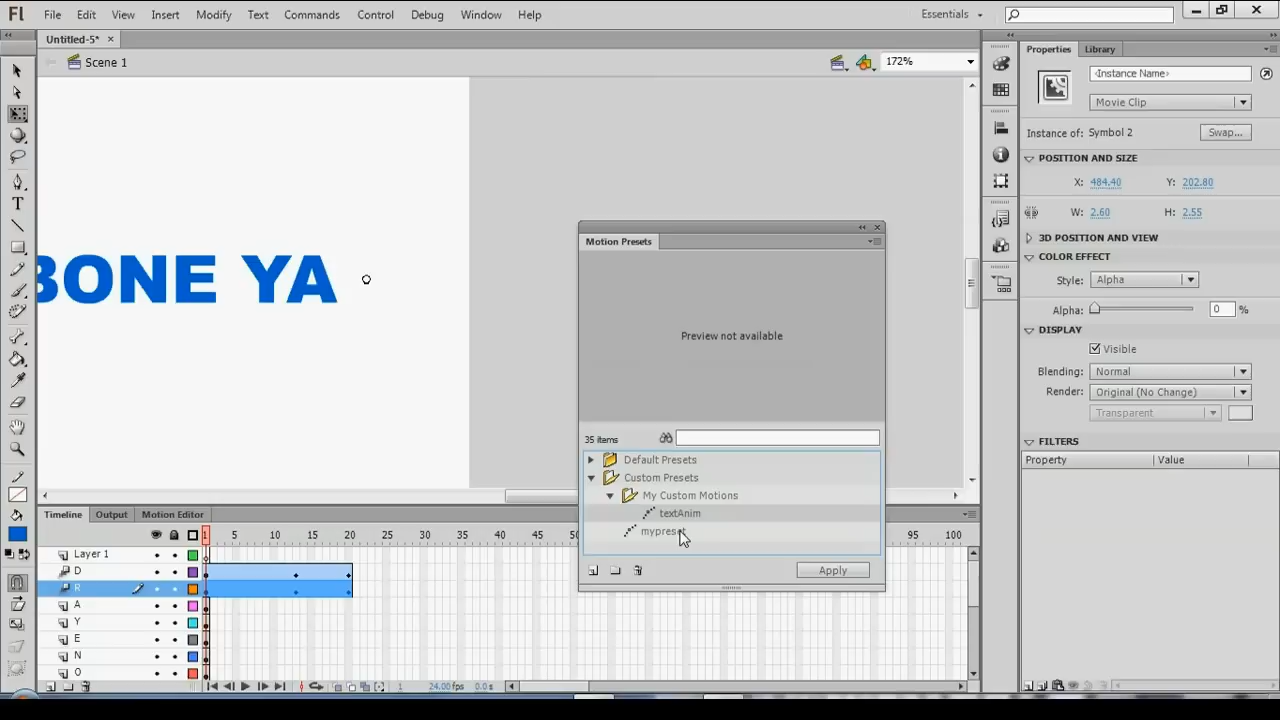 Fl File Edit View Insert Modify Text Commands Control Debug Window Help Essentials
Untitled-5* ×
Scene 1 172%
Properties Library
<Instance Name>
Movie Clip
Instance of: Symbol 2 Swap...
POSITION AND SIZE
X: 484.40 Y: 202.80
W: 2.60 H: 2.55
3D POSITION AND VIEW
COLOR EFFECT
Style: Alpha
Alpha: 0 %
DISPLAY
Visible
Blending: Normal
Render: Original (No Change)
Transparent
FILTERS
Property Value
BONE YA
Motion Presets
Preview not available
35 items
Default Presets
Custom Presets
My Custom Motions
textAnim
mypreset
Apply
Timeline Output Motion Editor
1 5 10 15 20 25 30 35 40 45 50 95 100
Layer 1
D
R
A
Y
E
N
O
1 24.00 fps 0.0 s